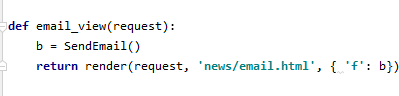 def email_view(request):
    b = SendEmail()
    return render(request, 'news/email.html', { 'f': b})